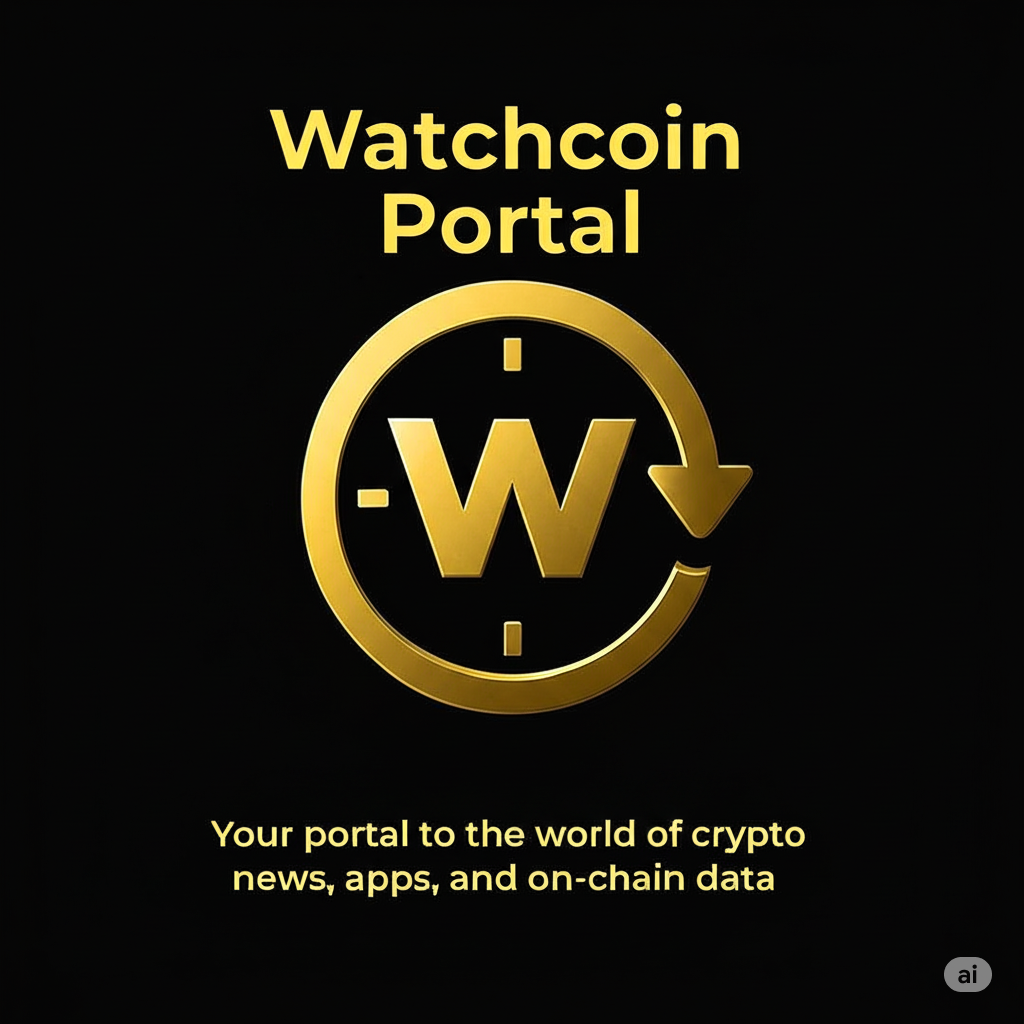 Watchcoin
Portal
W
Your portal to the world of crypto
news, apps, and on-chain data
ai